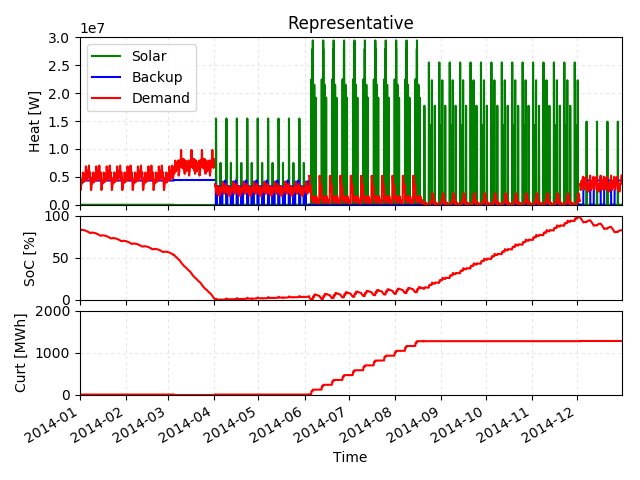 Representative
1e7
3.0
2.5
2.0
1.5
1.0
0.5
0.0
Heat [W]
Solar
Backup
Demand
100
50
0
SoC [%]
2000
1000
0
Curt [MWh]
2014-01
2014-02
2014-03
2014-04
2014-05
2014-06
2014-07
2014-08
2014-09
2014-10
2014-11
2014-12
Time